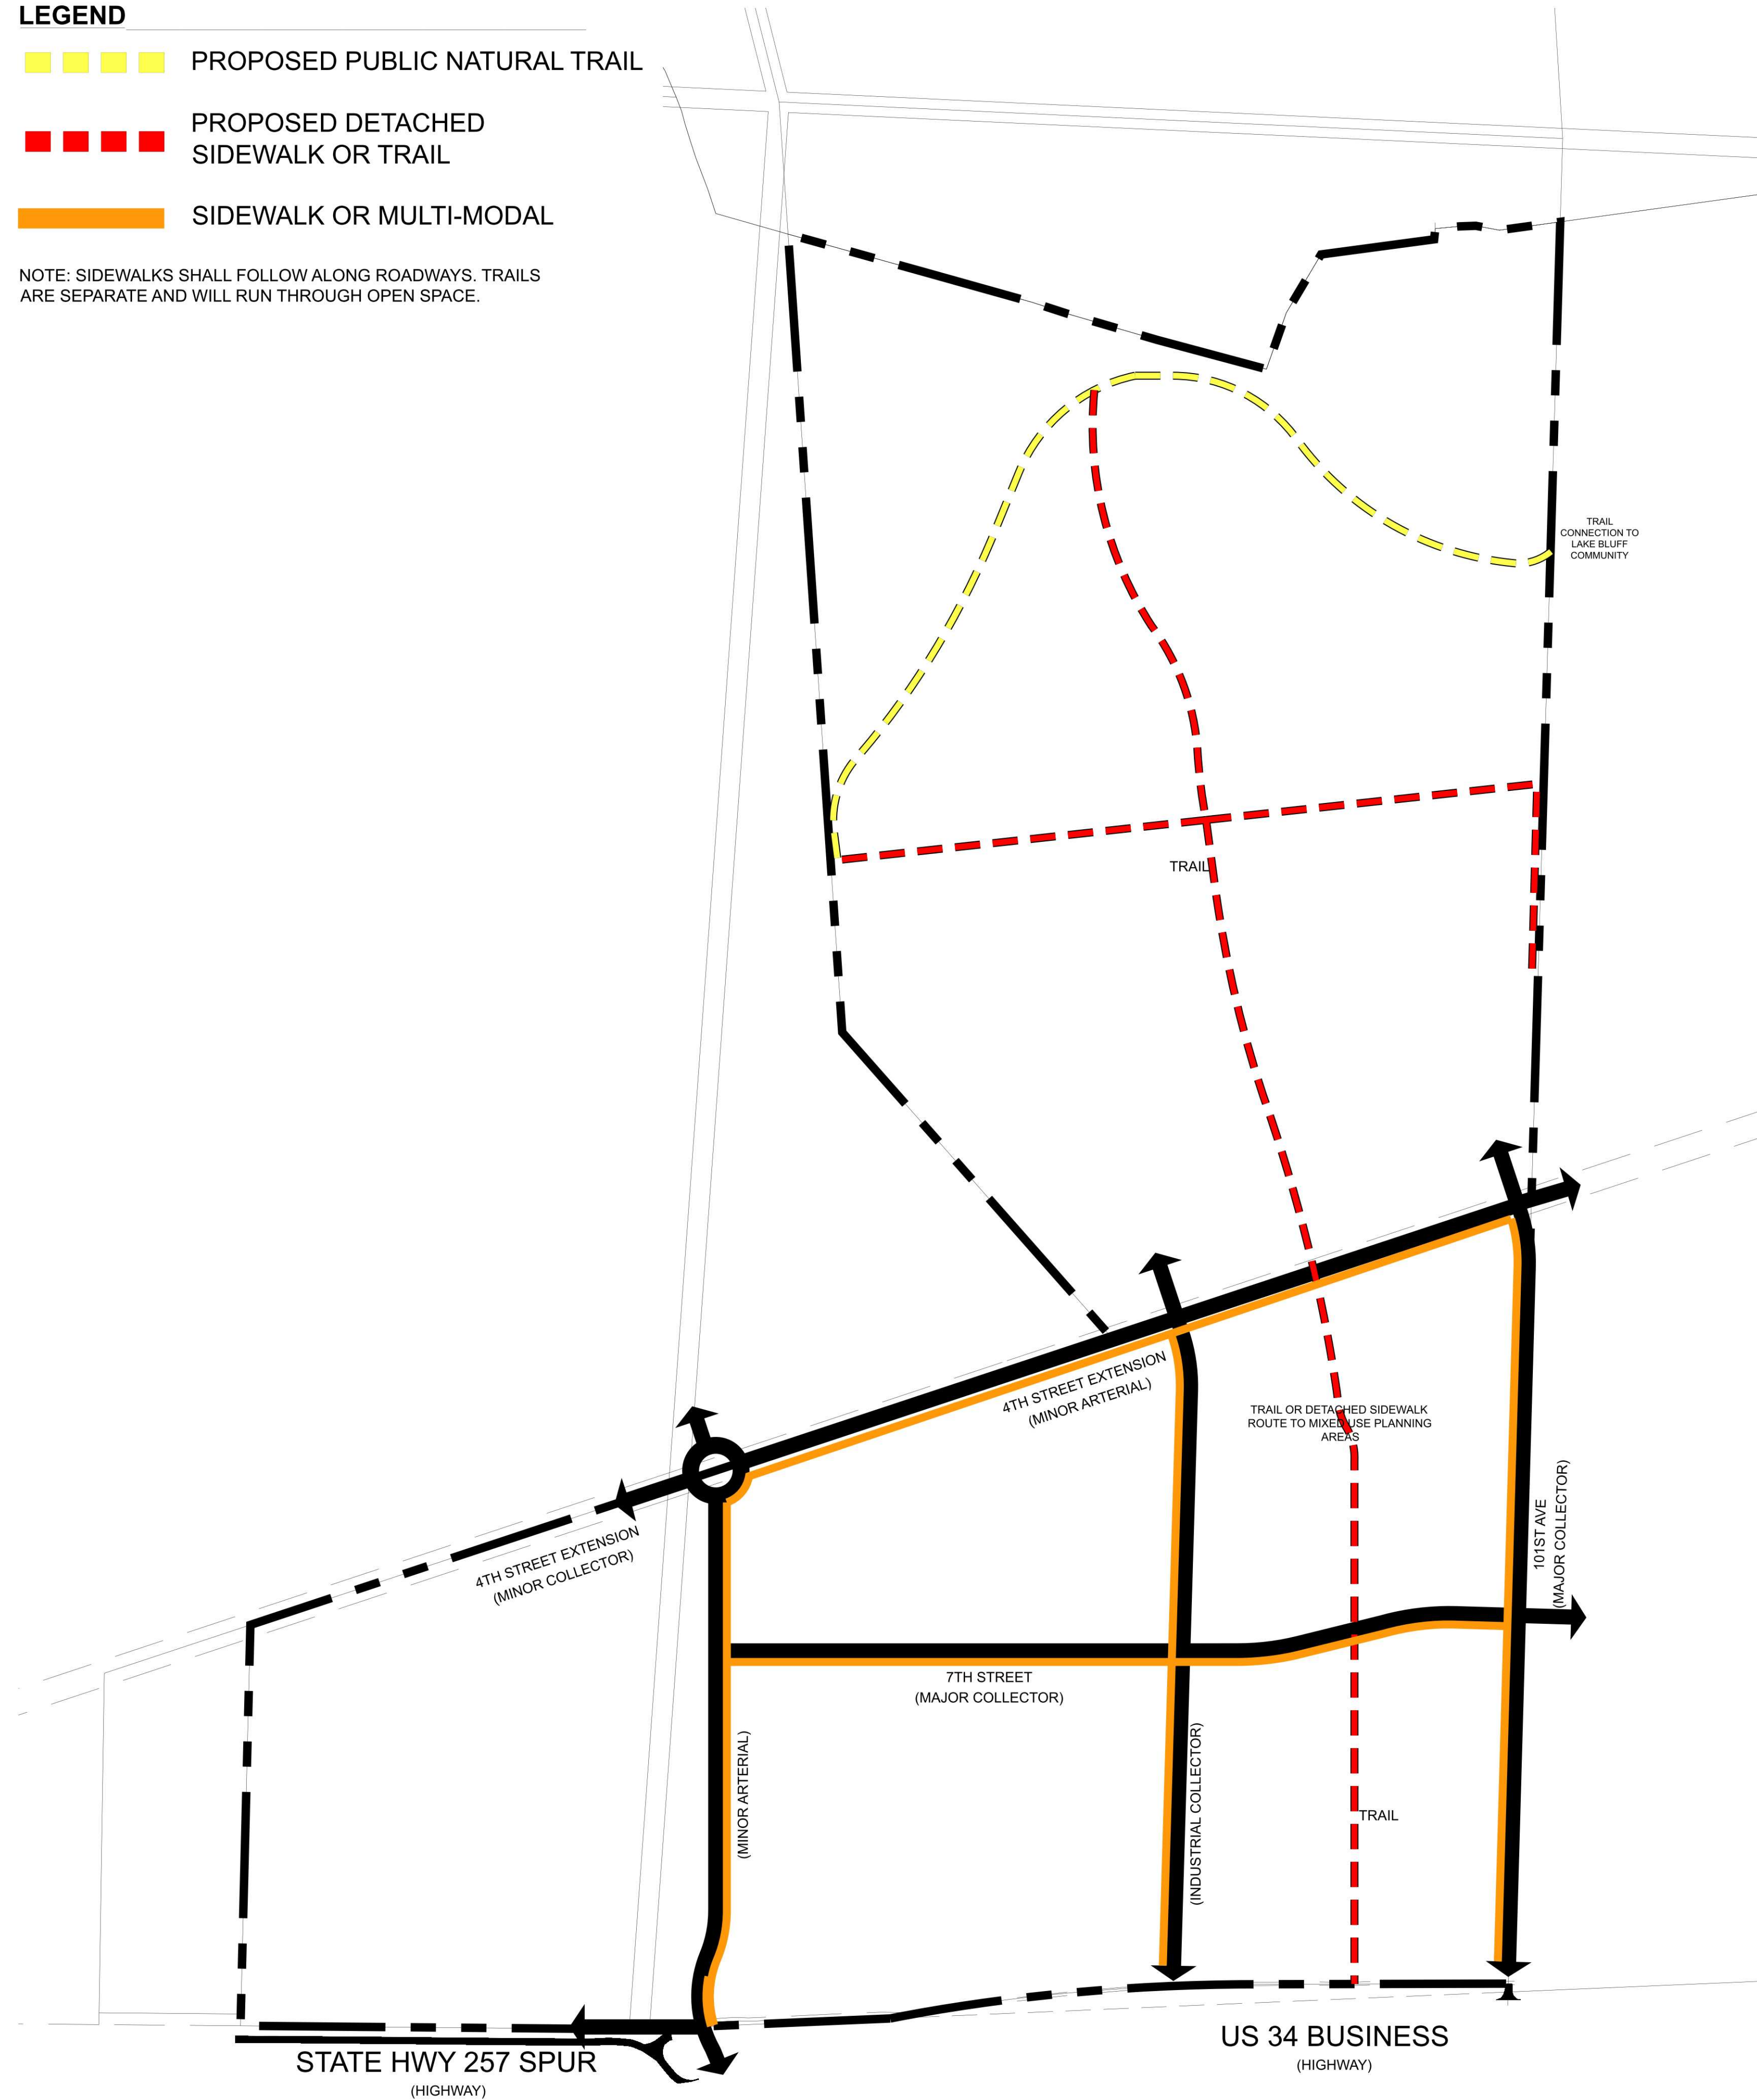 LEGEND
PROPOSED PUBLIC NATURAL TRAIL
PROPOSED DETACHED
SIDEWALK OR TRAIL
SIDEWALK OR MULTI-MODAL
NOTE: SIDEWALKS SHALL FOLLOW ALONG ROADWAYS. TRAILS
ARE SEPARATE AND WILL RUN THROUGH OPEN SPACE.
TRAIL
CONNECTION TO
LAKE BLUFF
COMMUNITY
TRAIL
4TH STREET EXTENSION
(MINOR ARTERIAL)
TRAIL OR DETACHED SIDEWALK
ROUTE TO MIXED USE PLANNING
AREAS
101ST AVE
(MAJOR COLLECTOR)
4TH STREET EXTENSION
(MINOR COLLECTOR)
7TH STREET
(MAJOR COLLECTOR)
(MINOR ARTERIAL)
(INDUSTRIAL COLLECTOR)
TRAIL
US 34 BUSINESS
(HIGHWAY)
STATE HWY 257 SPUR
(HIGHWAY)